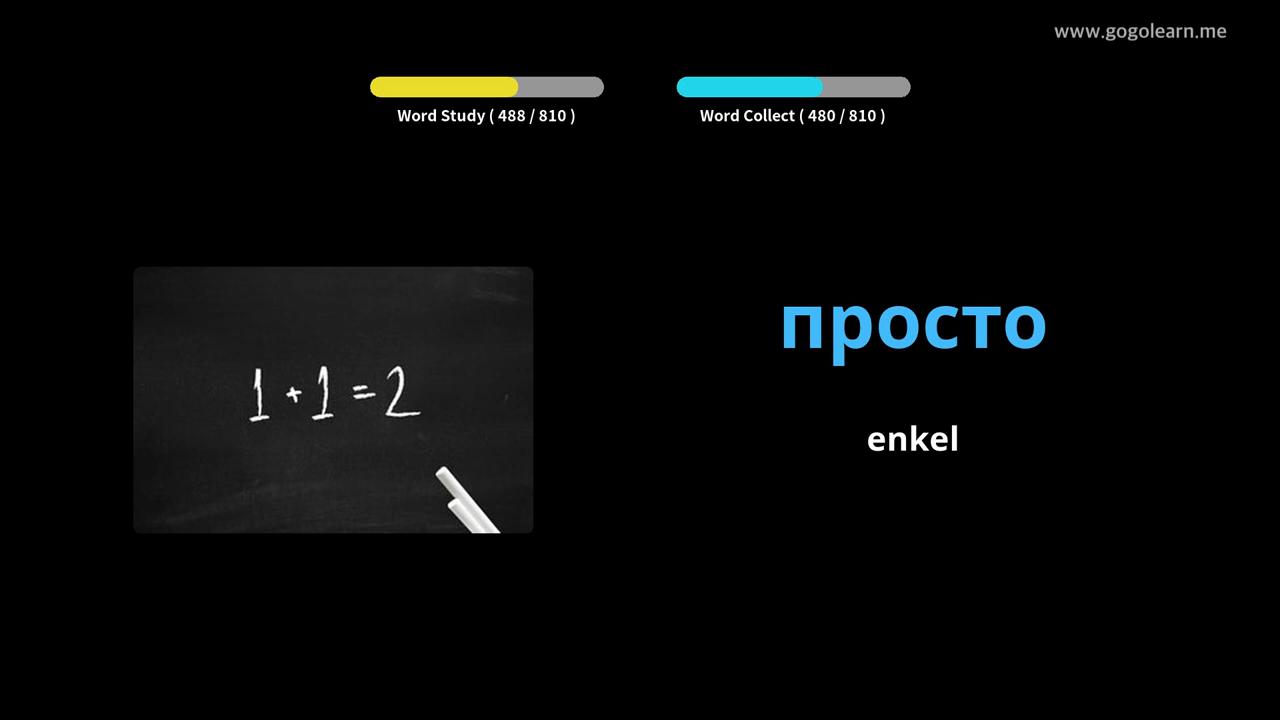 www.gogolearn.me
Word Study ( 488 / 810 )
Word Collect ( 480 / 810 )
1 + 1 = 2
просто
enkel